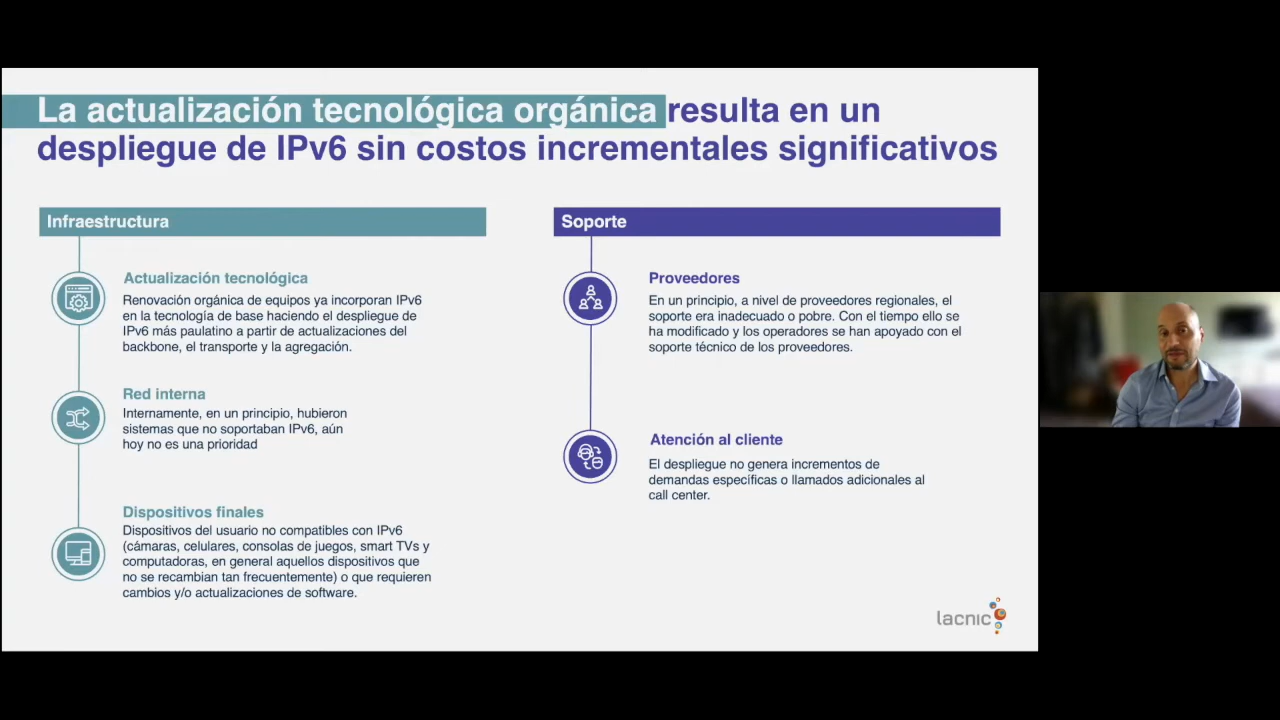 La actualización tecnológica orgánica resulta en un
despliegue de IPv6 sin costos incrementales significativos
Infraestructura
Actualización tecnológica
Renovación orgánica de equipos ya incorporan IPv6
en la tecnología de base haciendo el despliegue de
IPv6 más paulatino a partir de actualizaciones del
backbone, el transporte y la agregación.
Red interna
Internamente, en un principio, hubieron
sistemas que no soportaban IPv6, aún
hoy no es una prioridad
Dispositivos finales
Dispositivos del usuario no compatibles con IPv6
(cámaras, celulares, consolas de juegos, smart TVs y
computadoras, en general aquellos dispositivos que
no se recambian tan frecuentemente) o que requieren
cambios y/o actualizaciones de software.
Soporte
Proveedores
En un principio, a nivel de proveedores regionales, el
soporte era inadecuado o pobre. Con el tiempo ello se
ha modificado y los operadores se han apoyado con el
soporte técnico de los proveedores.
Atención al cliente
El despliegue no genera incrementos de
demandas específicas o llamados adicionales al
call center.
lacnic